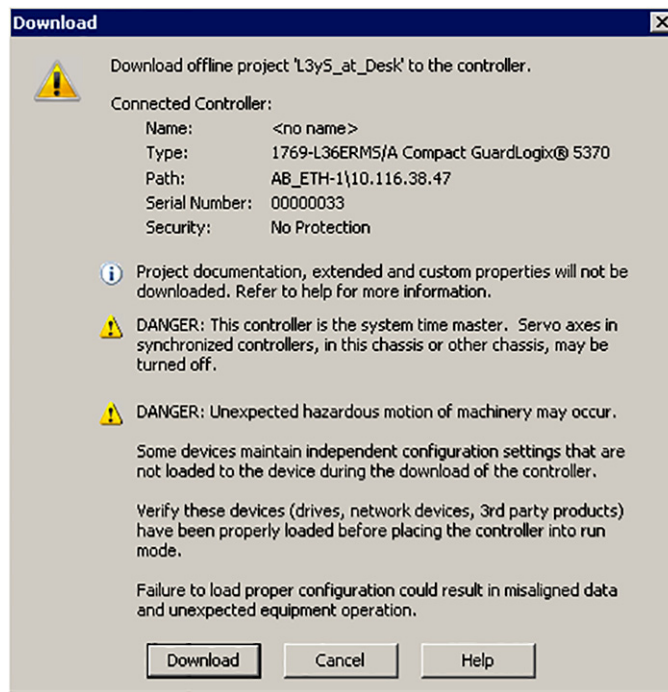 Download
Download offline project 'L3yS_at_Desk' to the controller.
Connected Controller:
Name: <no name>
Type: 1769-L36ERMS/A Compact GuardLogix® 5370
Path: AB_ETH-1\10.116.38.47
Serial Number: 00000033
Security: No Protection
Project documentation, extended and custom properties will not be
downloaded. Refer to help for more information.
DANGER: This controller is the system time master. Servo axes in
synchronized controllers, in this chassis or other chassis, may be
turned off.
DANGER: Unexpected hazardous motion of machinery may occur.
Some devices maintain independent configuration settings that are
not loaded to the device during the download of the controller.
Verify these devices (drives, network devices, 3rd party products)
have been properly loaded before placing the controller into run
mode.
Failure to load proper configuration could result in misaligned data
and unexpected equipment operation.
Download Cancel Help